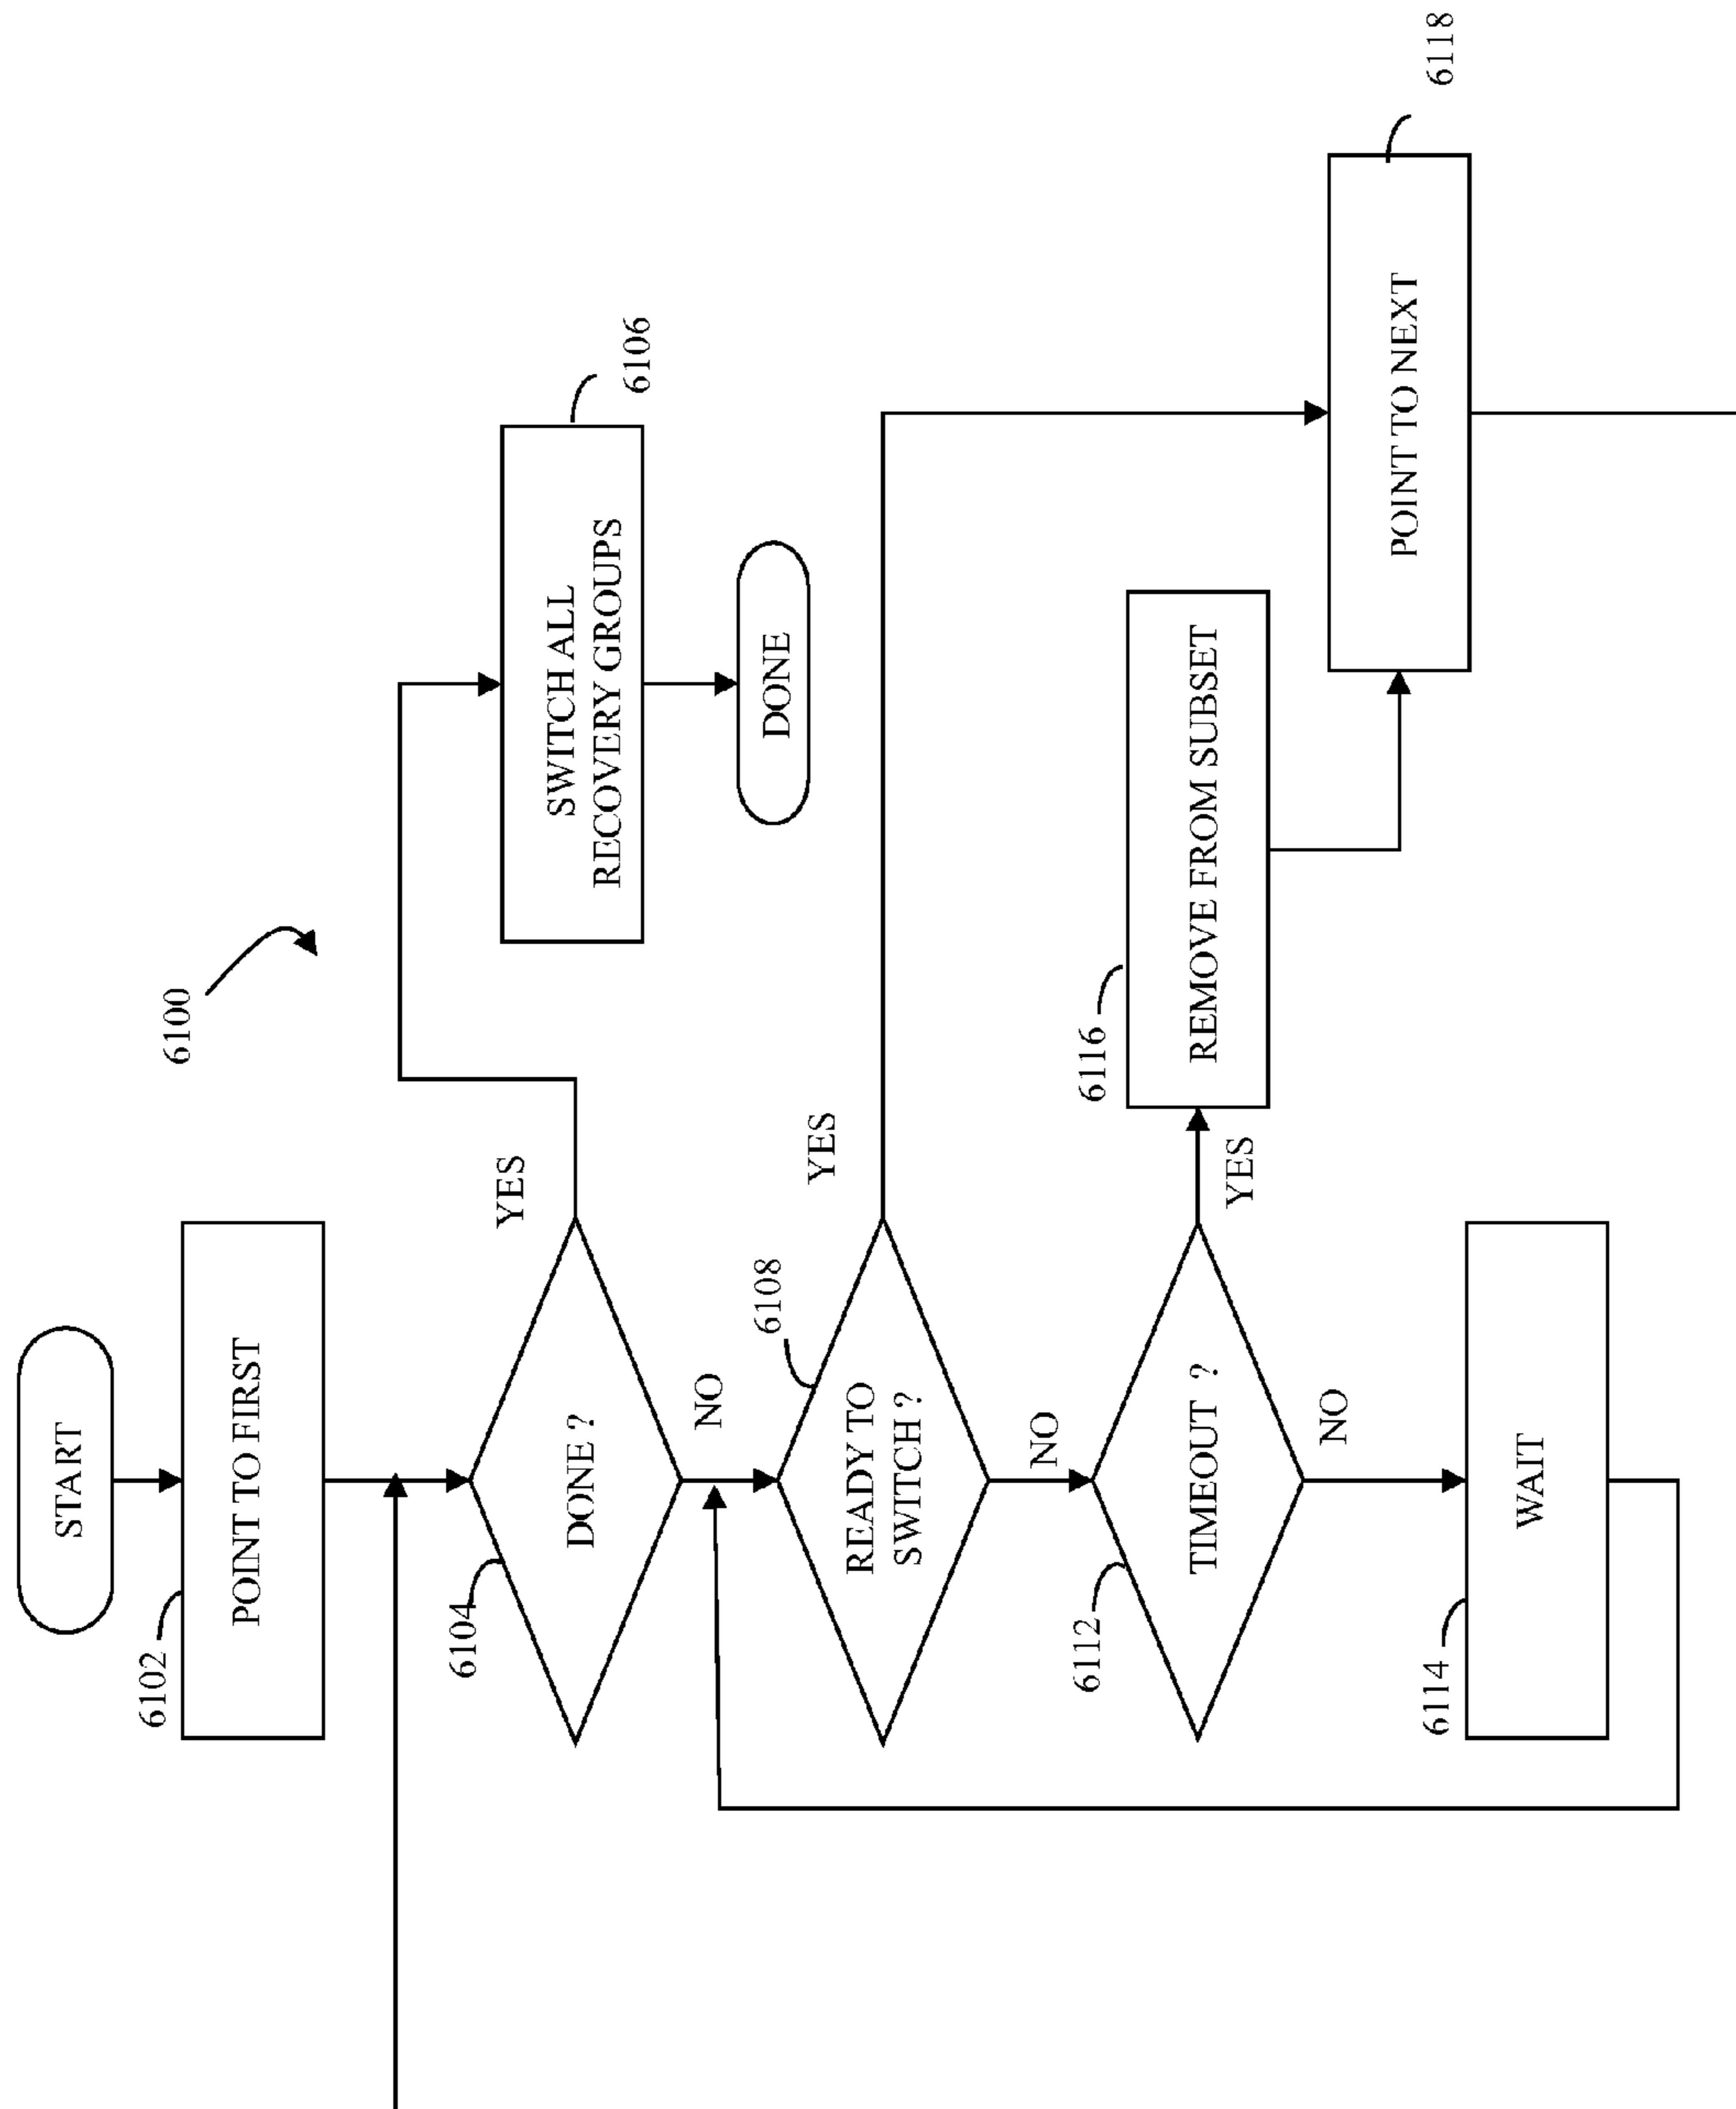 START
6102
POINT TO FIRST
6100
6104
DONE ?
YES
NO
SWITCH ALL
RECOVERY GROUPS
6106
DONE
6108
READY TO
SWITCH ?
YES
NO
6112
TIMEOUT ?
YES
NO
6116
REMOVE FROM SUBSET
POINT TO NEXT
6118
6114
WAIT